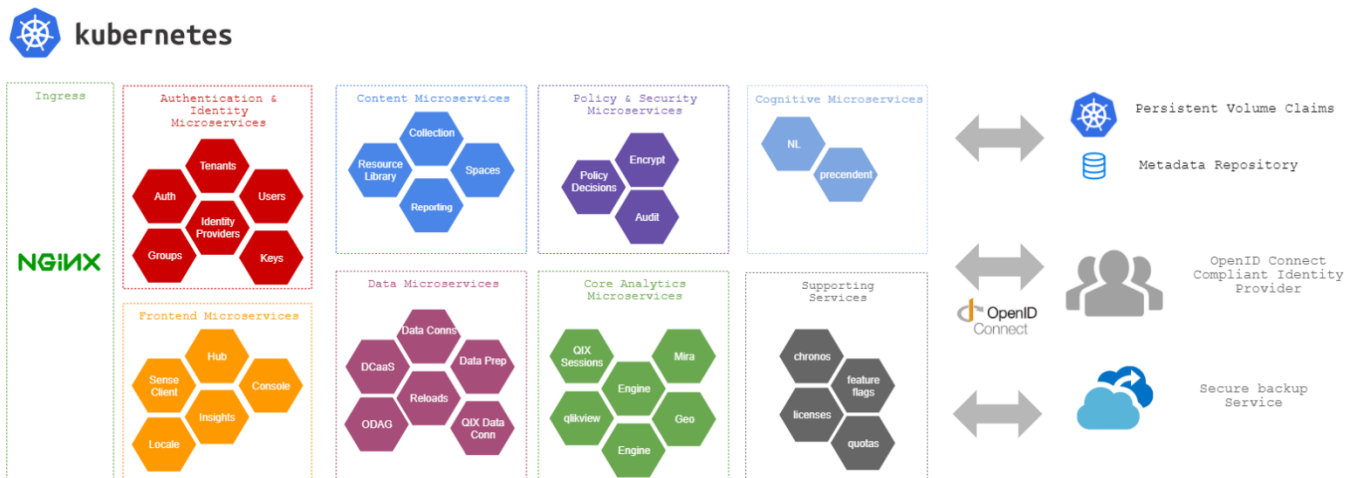 kubernetes
Ingress
NGINX
Authentication &
Identity
Microservices
Tenants
Auth
Users
Identity
Providers
Groups
Keys
Content Microservices
Collection
Resource
Library
Spaces
Reporting
Policy & Security
Microservices
Encrypt
Policy
Decisions
Audit
Cognitive Microservices
NL
precendent
Frontend Microservices
Hub
Sense
Client
Console
Insights
Locale
Data Microservices
Data Conns
DCaaS
Data Prep
Reloads
ODAG
QIX Data
Conn
Core Analytics
Microservices
QIX
Sessions
Mira
Engine
qlikview
Geo
Engine
Supporting
Services
chronos
feature
flags
licenses
quotas
Persistent Volume Claims
Metadata Repository
OpenID
Connect
OpenID Connect
Compliant Identity
Provider
Secure backup
Service